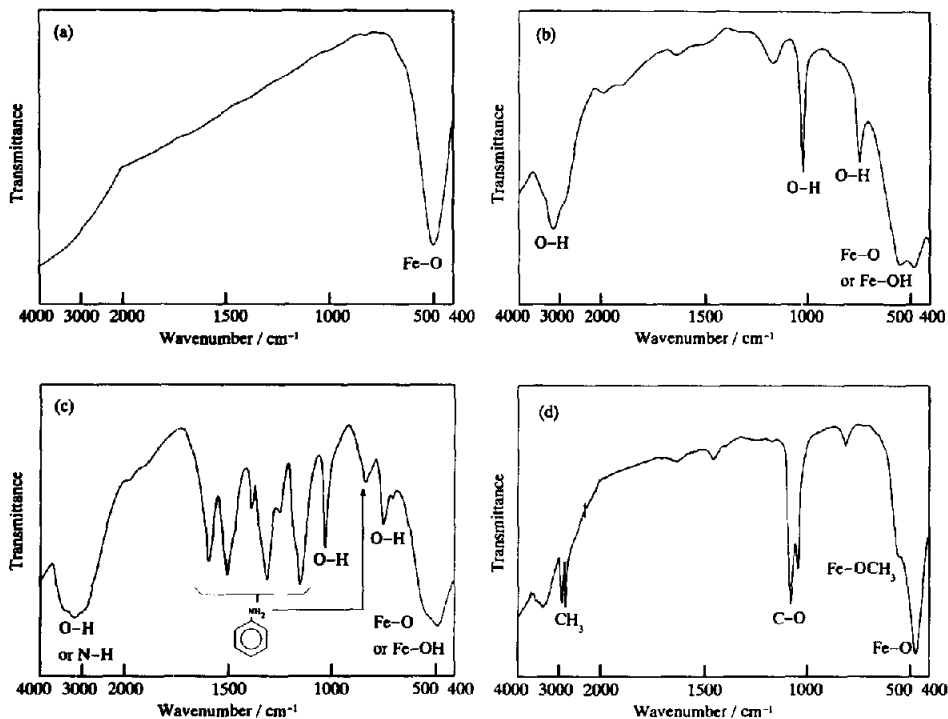 (a)
Transmittance
Fe–O
4000 3000 2000 1500 1000 500 400
Wavenumber / cm⁻¹
(b)
Transmittance
O–H
O–H
O–H
Fe–O
or Fe–OH
4000 3000 2000 1500 1000 500 400
Wavenumber / cm⁻¹
(c)
Transmittance
O–H
or N–H
NH₂
O–H
O–H
Fe–O
or Fe–OH
4000 3000 2000 1500 1000 500 400
Wavenumber / cm⁻¹
(d)
Transmittance
CH₃
C–O
Fe–OCH₃
Fe–O
4000 3000 2000 1500 1000 500 400
Wavenumber / cm⁻¹